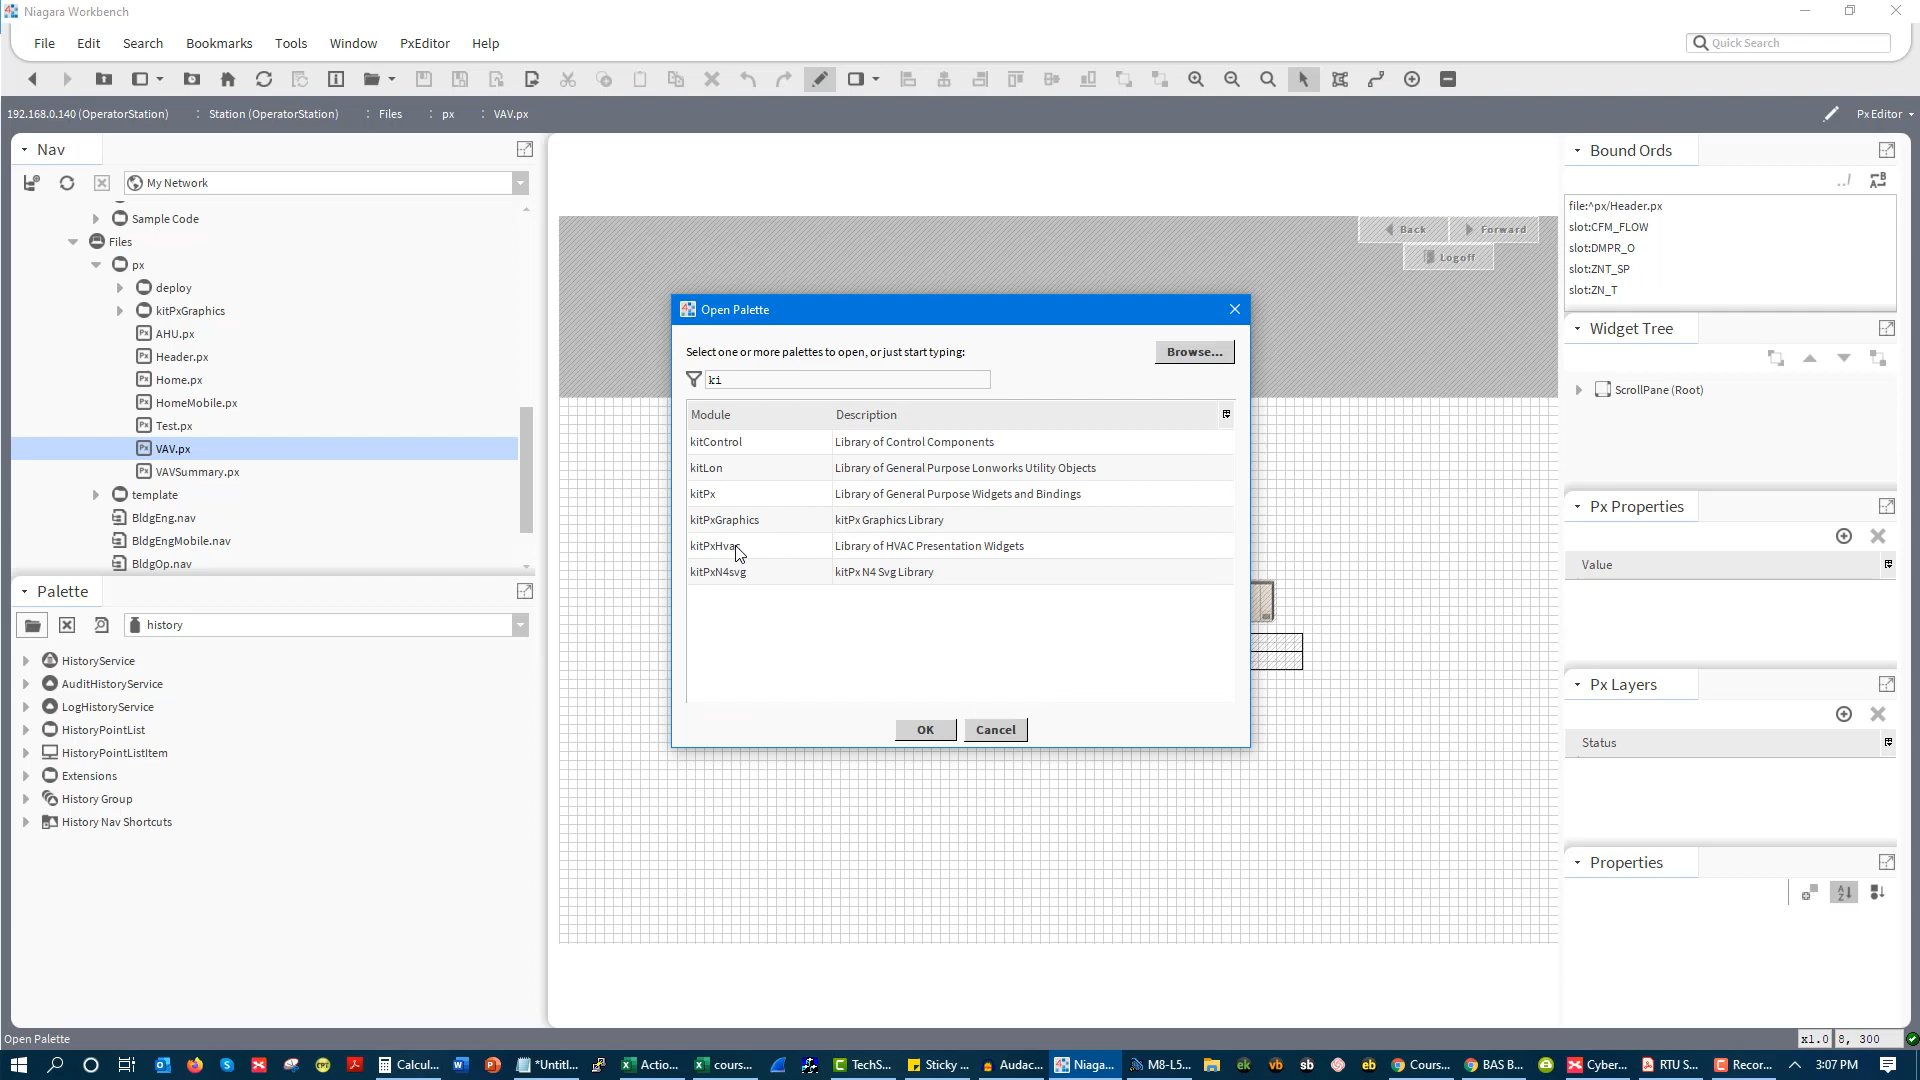 Niagara Workbench
File Edit Search Bookmarks Tools Window PxEditor Help
Quick Search
192.168.0.140 (OperatorStation) : Station (OperatorStation) : Files : px : VAV.px
Px Editor
Nav
My Network
Sample Code
Files
px
deploy
kitPxGraphics
AHU.px
Header.px
Home.px
HomeMobile.px
Test.px
VAV.px
VAVSummary.px
template
BldgEng.nav
BldgEngMobile.nav
BldgOp.nav
Palette
history
HistoryService
AuditHistoryService
LogHistoryService
HistoryPointList
HistoryPointListItem
Extensions
History Group
History Nav Shortcuts
Back Forward
Logoff
Open Palette
Select one or more palettes to open, or just start typing:
Browse...
ki
Module Description
kitControl Library of Control Components
kitLon Library of General Purpose Lonworks Utility Objects
kitPx Library of General Purpose Widgets and Bindings
kitPxGraphics kitPx Graphics Library
kitPxHvac Library of HVAC Presentation Widgets
kitPxN4svg kitPx N4 Svg Library
OK Cancel
Bound Ords
file:^px/Header.px
slot:CFM_FLOW
slot:DMPR_O
slot:ZNT_SP
slot:ZN_T
Widget Tree
ScrollPane (Root)
Px Properties
Value
Px Layers
Status
Properties
Open Palette
x1.0 8, 300
Calcul... *Untitl... Actio... cours... TechS... Sticky ... Audac... Niaga... M8-L5... Cours... BAS B... Cyber... RTU S... Recor... 3:07 PM